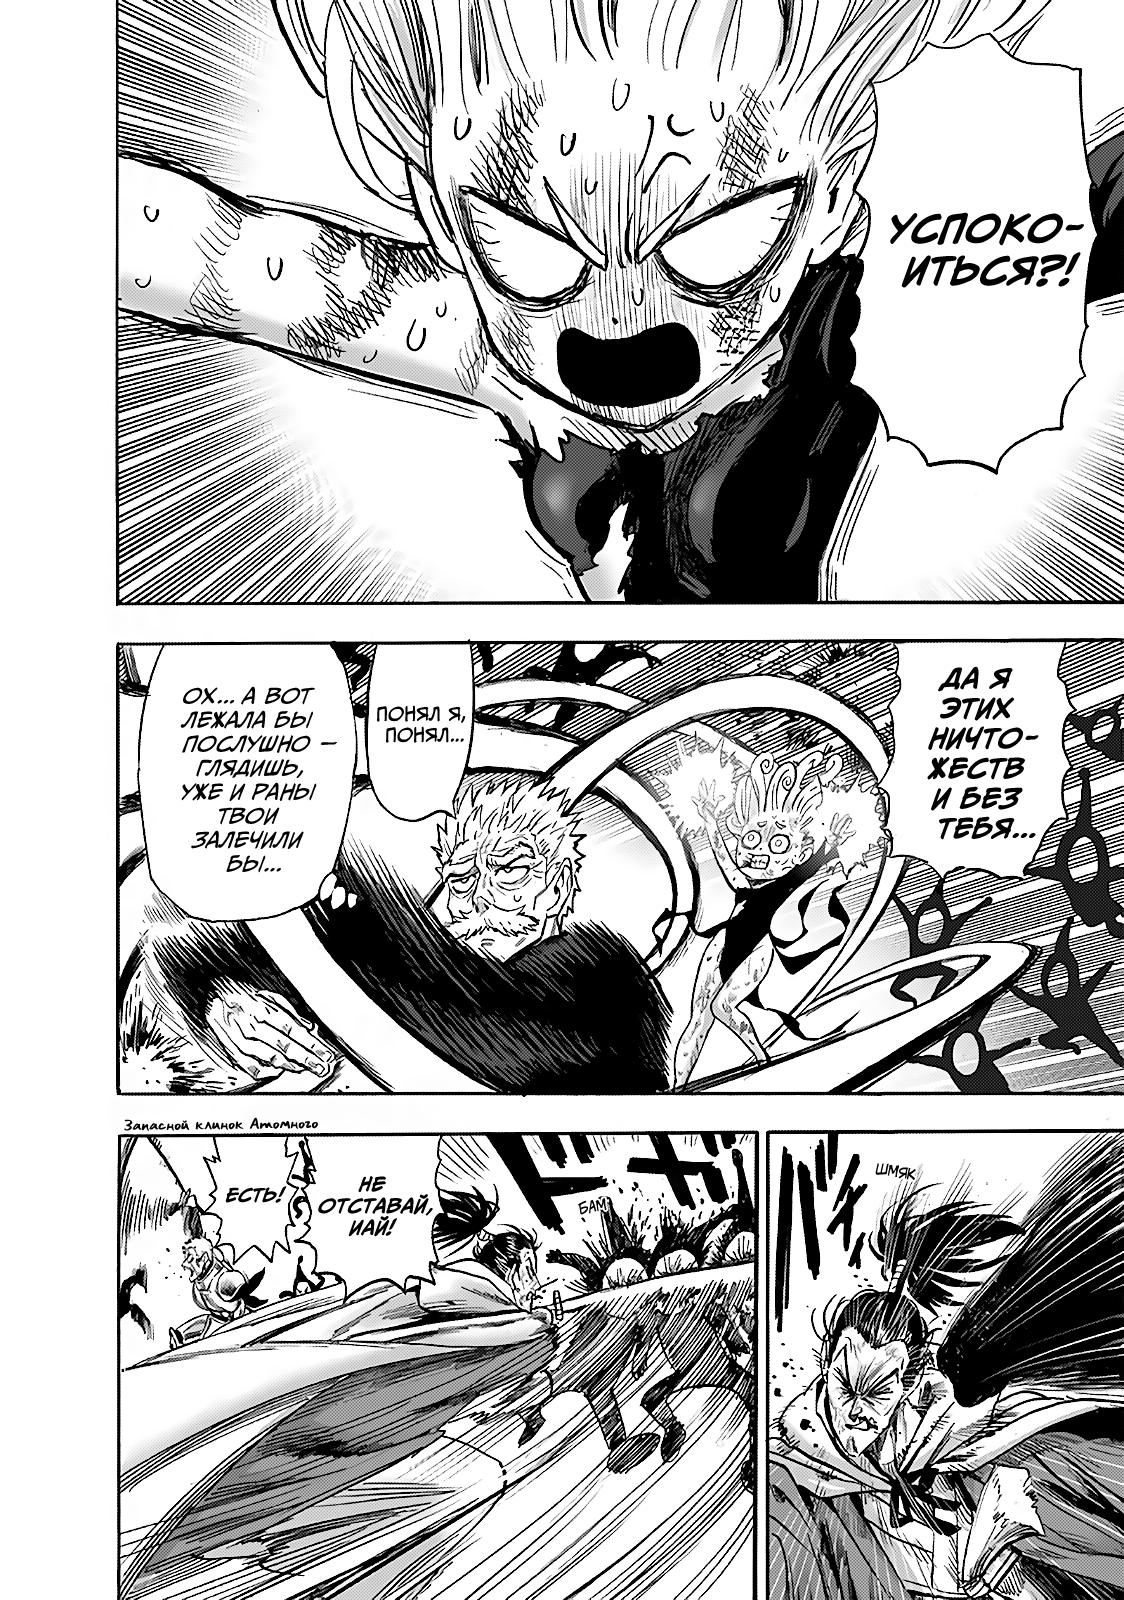 УСПОКО-
ИТЬСЯ?!
ДА Я
ЭТИХ
НИЧТО-
ЖЕСТВ
И БЕЗ
ТЕБЯ...
ПОНЯЛ Я,
ПОНЯЛ...
ОХ... А ВОТ
ЛЕЖАЛА БЫ
ПОСЛУШНО –
ГЛЯДИШЬ,
УЖЕ И РАНЫ
ТВОИ
ЗАЛЕЧИЛИ
БЫ...
ШМЯК
Запасной клинок Атомного
БАМ
НЕ
ОТСТАВАЙ,
ИАЙ!
ЕСТЬ!